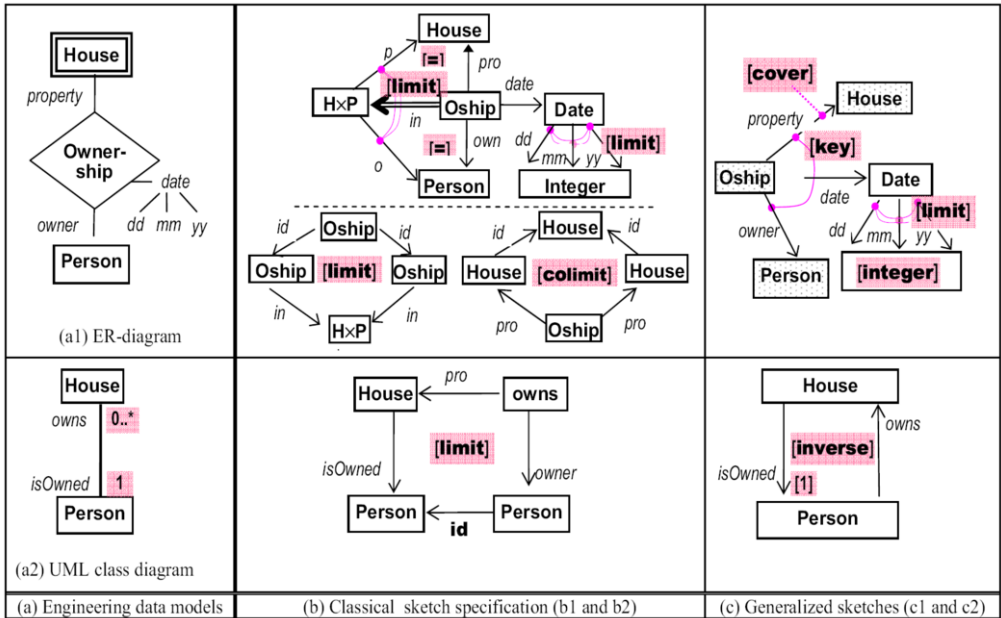 House
property
Owner-
ship
date
owner
dd mm yy
Person
(a1) ER-diagram
House
p
[=]
pro
[limit]
date
H×P
Oship
Date
in
own
dd
mm
yy
[limit]
[=]
o
Person
Integer
id Oship id
Oship [limit] Oship
in in
H×P
id House id
House [colimit] House
pro Oship pro
[cover]
House
property
[key]
Oship
Date
date
owner
dd
mm
yy
[limit]
Person
[integer]
House
owns 0..*
isOwned 1
Person
(a2) UML class diagram
pro
House owns
[limit]
isOwned owner
Person Person
id
House
owns
[inverse]
isOwned [1]
Person
(a) Engineering data models
(b) Classical sketch specification (b1 and b2)
(c) Generalized sketches (c1 and c2)